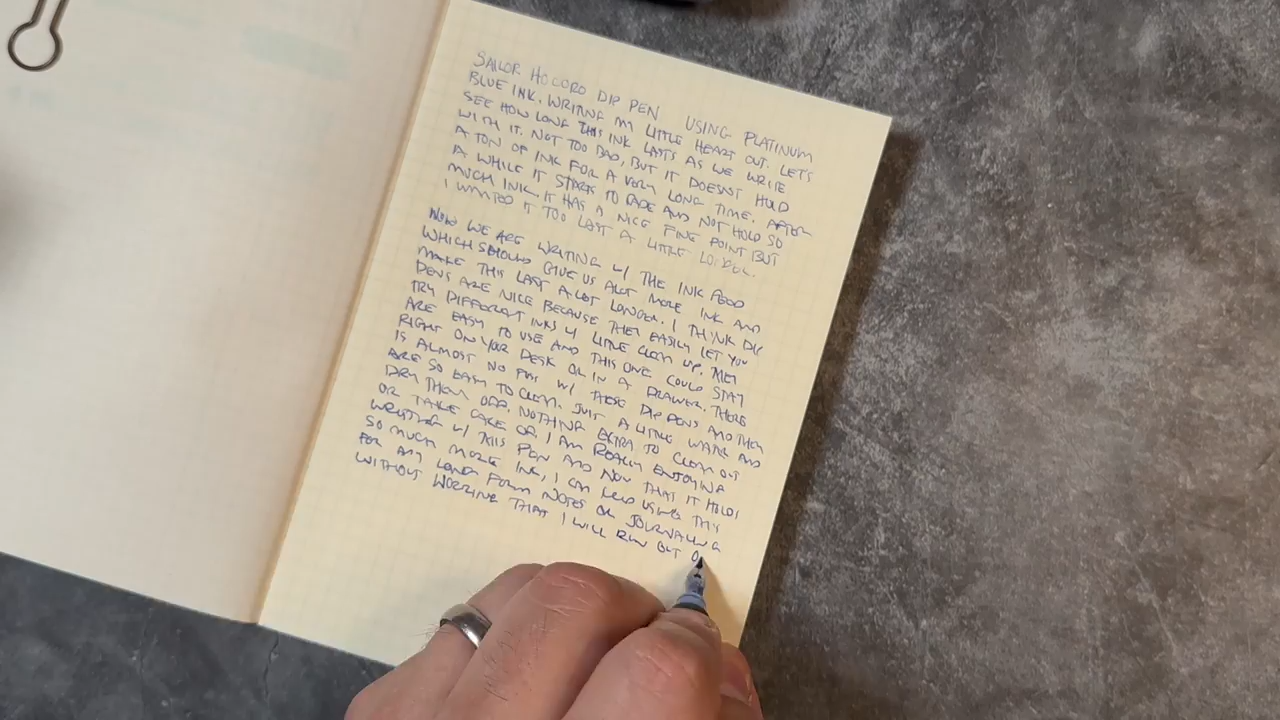 SAILOR HOCORO DIP PEN USING PLATINUM
BLUE INK. WRITING MY LITTLE HEART OUT. LET'S
SEE HOW LONG THIS INK LASTS AS WE WRITE
WITH IT. NOT TOO BAD, BUT IT DOESN'T HOLD
A TON OF INK FOR A VERY LONG TIME. AFTER
A WHILE IT STARTS TO FADE AND NOT HOLD SO
MUCH INK. IT HAS A NICE FINE POINT BUT
I WANTED IT TOO LAST A LITTLE LONGER.
NOW WE ARE WRITING W/ THE INK FEED
WHICH SHOULD GIVE US ALOT MORE INK AND
MAKE THIS LAST A LOT LONGER. I THINK DIP
PENS ARE NICE BECAUSE THEY EASILY LET YOU
TRY DIFFERENT INKS W LITTLE CLEAN UP. THEY
ARE EASY TO USE AND THIS ONE COULD STAY
RIGHT ON YOUR DESK OR IN A DRAWER. THERE
IS ALMOST NO FUSS W/ THESE DIP PENS AND THEY
ARE SO EASY TO CLEAN. JUST A LITTLE WATER AND
DRY THEM OFF. NOTHING EXTRA TO CLEAN OUT
OR TAKE CARE OF. I AM REALLY ENJOYING
WRITING W/ THIS PEN AND NOW THAT IT HOLDS
SO MUCH MORE INK, I CAN KEEP USING THIS
FOR ANY LONG FORM NOTES OR JOURNALING
WITHOUT WORRING THAT I WILL RUN OUT O